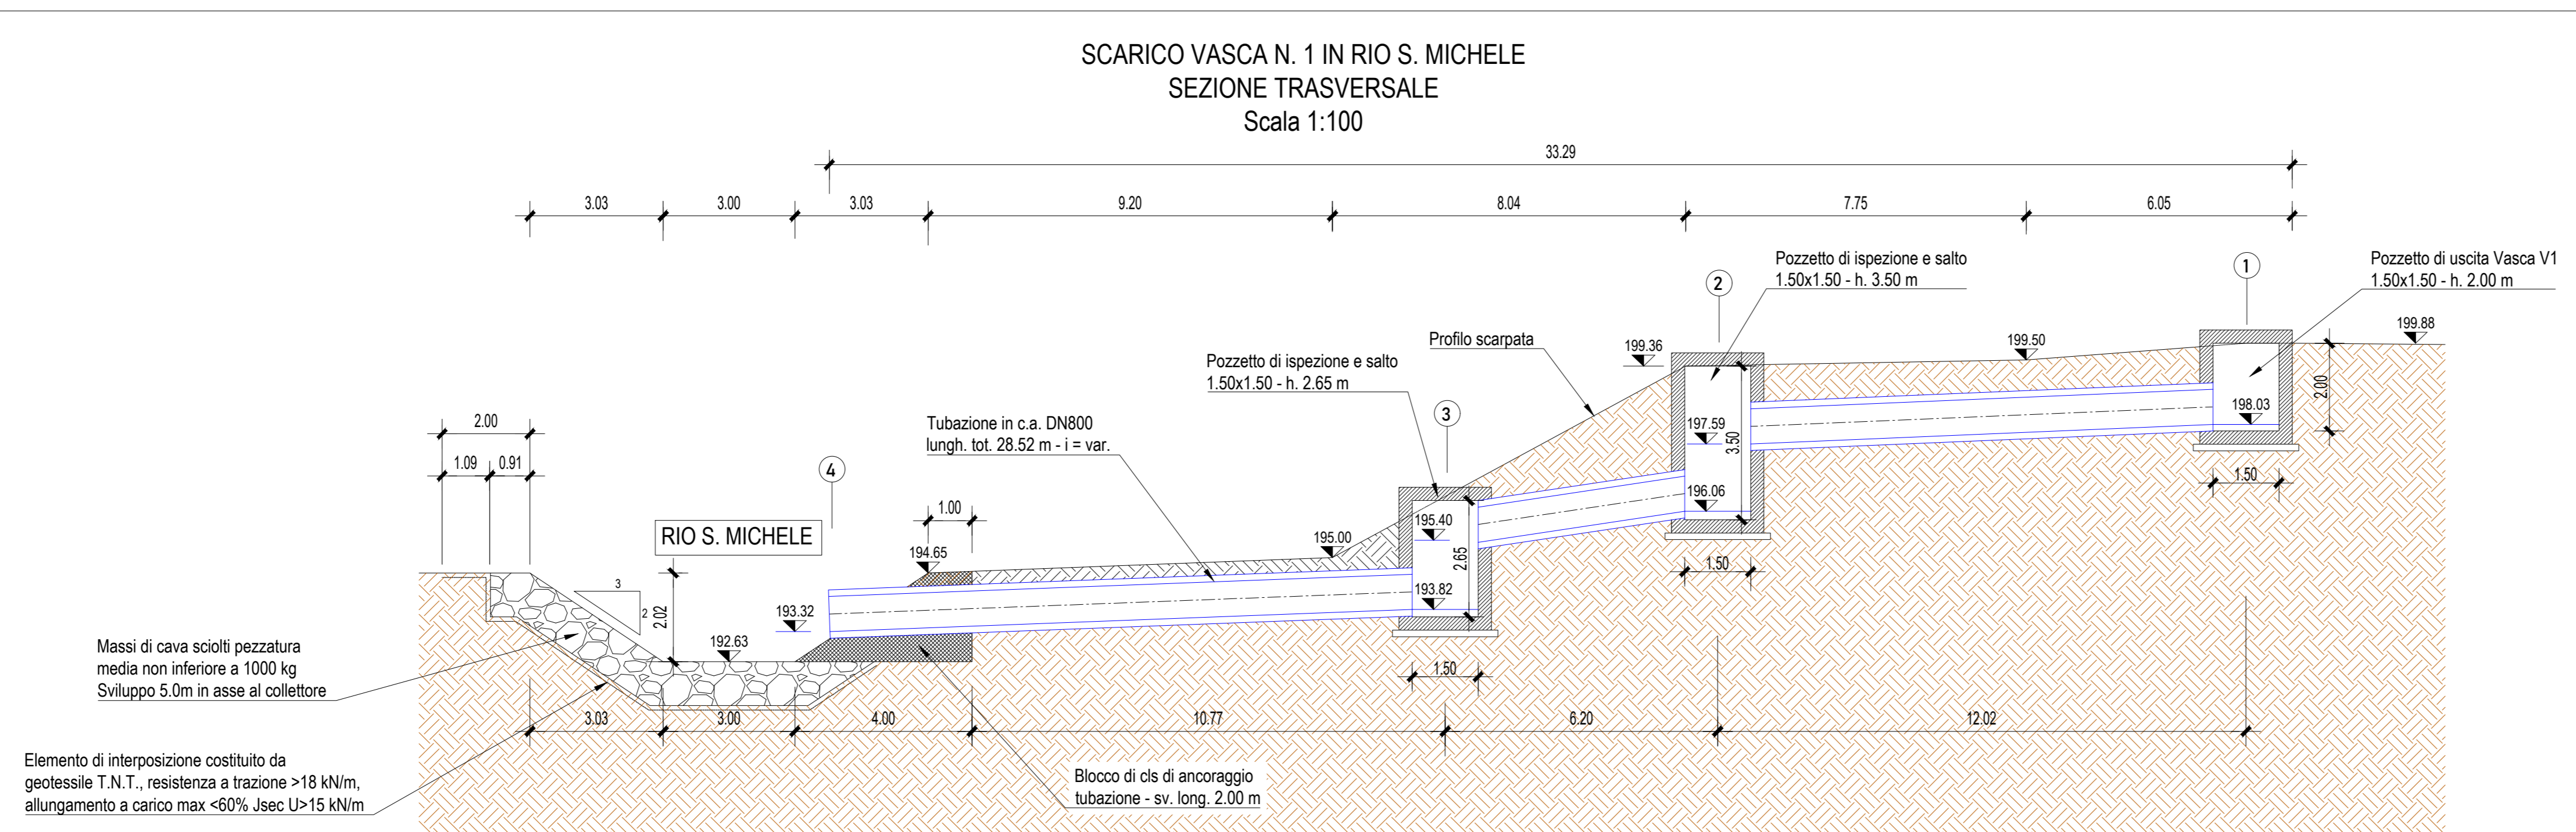 SCARICO VASCA N. 1 IN RIO S. MICHELE
SEZIONE TRASVERSALE
Scala 1:100
33.29
3.03
3.00
3.03
9.20
8.04
7.75
6.05
Pozzetto di ispezione e salto
1.50x1.50 - h. 3.50 m
Pozzetto di uscita Vasca V1
1.50x1.50 - h. 2.00 m
1
2
199.88
199.50
199.36
Profilo scarpata
Pozzetto di ispezione e salto
1.50x1.50 - h. 2.65 m
3
2.00
198.03
197.59
3.50
196.06
1.50
1.50
Tubazione in c.a. DN800
lungh. tot. 28.52 m - i = var.
2.00
1.09
0.91
4
1.00
RIO S. MICHELE
194.65
195.00
195.40
2.65
193.82
1.50
3
2
2.02
193.32
192.63
Massi di cava sciolti pezzatura
media non inferiore a 1000 kg
Sviluppo 5.0m in asse al collettore
3.03
3.00
4.00
10.77
6.20
12.02
Elemento di interposizione costituito da
geotessile T.N.T., resistenza a trazione >18 kN/m,
allungamento a carico max <60% Jsec U>15 kN/m
Blocco di cls di ancoraggio
tubazione - sv. long. 2.00 m